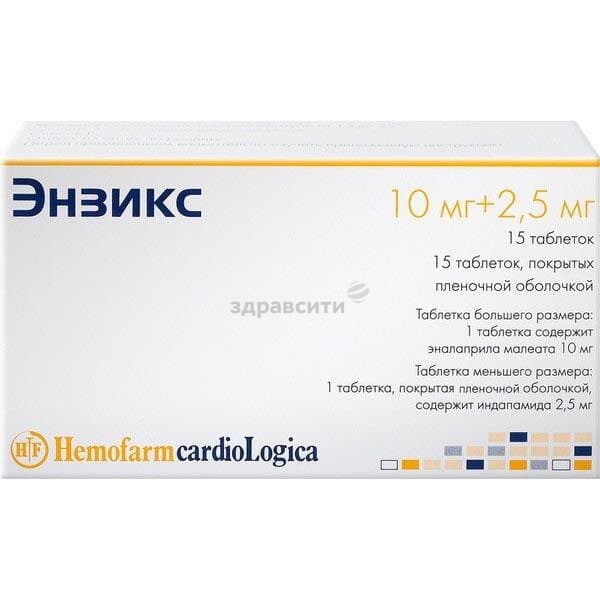 Энзикс
10 мг+2,5 мг
15 таблеток
15 таблеток, покрытых
пленочной оболочкой
здравсити
Таблетка большего размера:
1 таблетка содержит
эналаприла малеата 10 мг
Таблетка меньшего размера:
1 таблетка, покрытая пленочной оболочкой,
содержит индапамида 2,5 мг
HF HemofarmcardioLogica